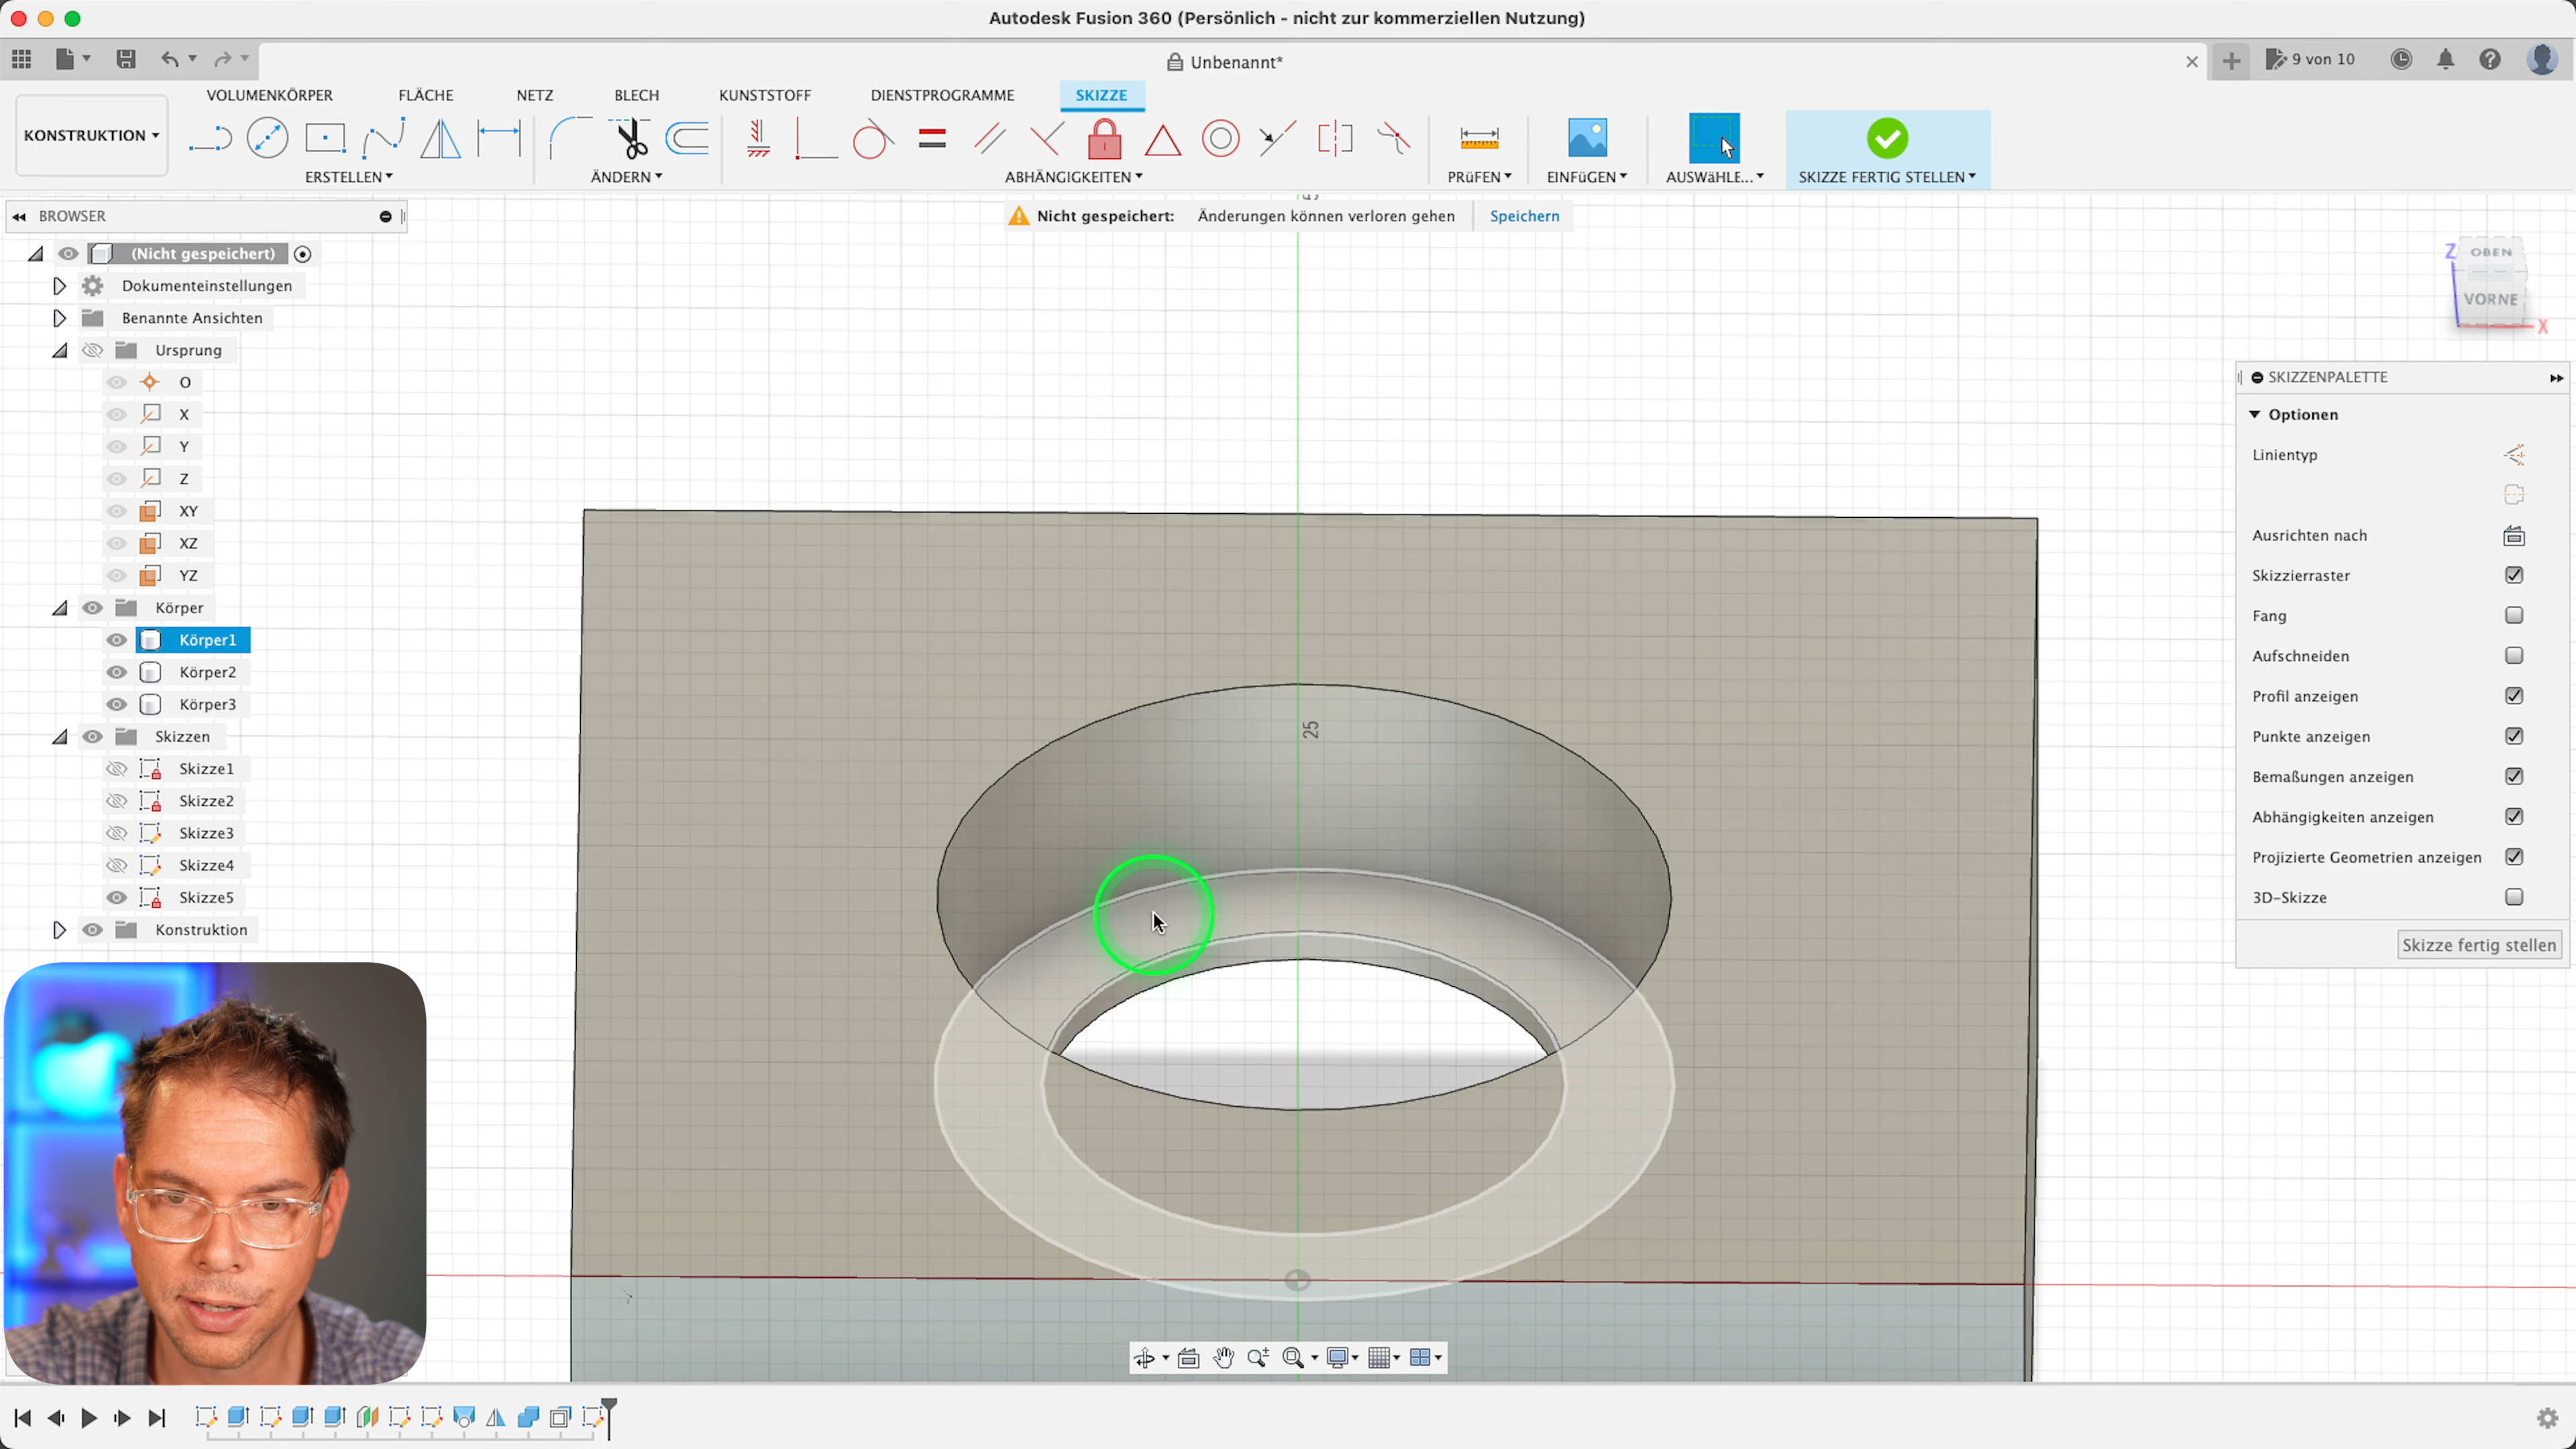 Autodesk Fusion 360 (Persönlich - nicht zur kommerziellen Nutzung)
Unbenannt*
9 von 10
VOLUMENKÖRPER
FLÄCHE
NETZ
BLECH
KUNSTSTOFF
DIENSTPROGRAMME
SKIZZE
KONSTRUKTION
ERSTELLEN
ÄNDERN
ABHÄNGIGKEITEN
PRüFEN
EINFüGEN
AUSWäHLE...
SKIZZE FERTIG STELLEN
BROWSER
Nicht gespeichert: Änderungen können verloren gehen Speichern
(Nicht gespeichert)
Dokumenteinstellungen
Benannte Ansichten
Ursprung
O
X
Y
Z
XY
XZ
YZ
Körper
Körper1
Körper2
Körper3
Skizzen
Skizze1
Skizze2
Skizze3
Skizze4
Skizze5
Konstruktion
25
Z
OBEN
VORNE
X
SKIZZENPALETTE
Optionen
Linientyp
Ausrichten nach
Skizzierraster
Fang
Aufschneiden
Profil anzeigen
Punkte anzeigen
Bemaßungen anzeigen
Abhängigkeiten anzeigen
Projizierte Geometrien anzeigen
3D-Skizze
Skizze fertig stellen